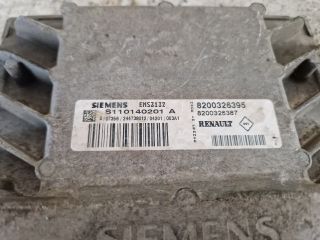 SIEMENS EMS3132
S110140201 A
8200326395
8200326387
RENAULT
SIEMENS